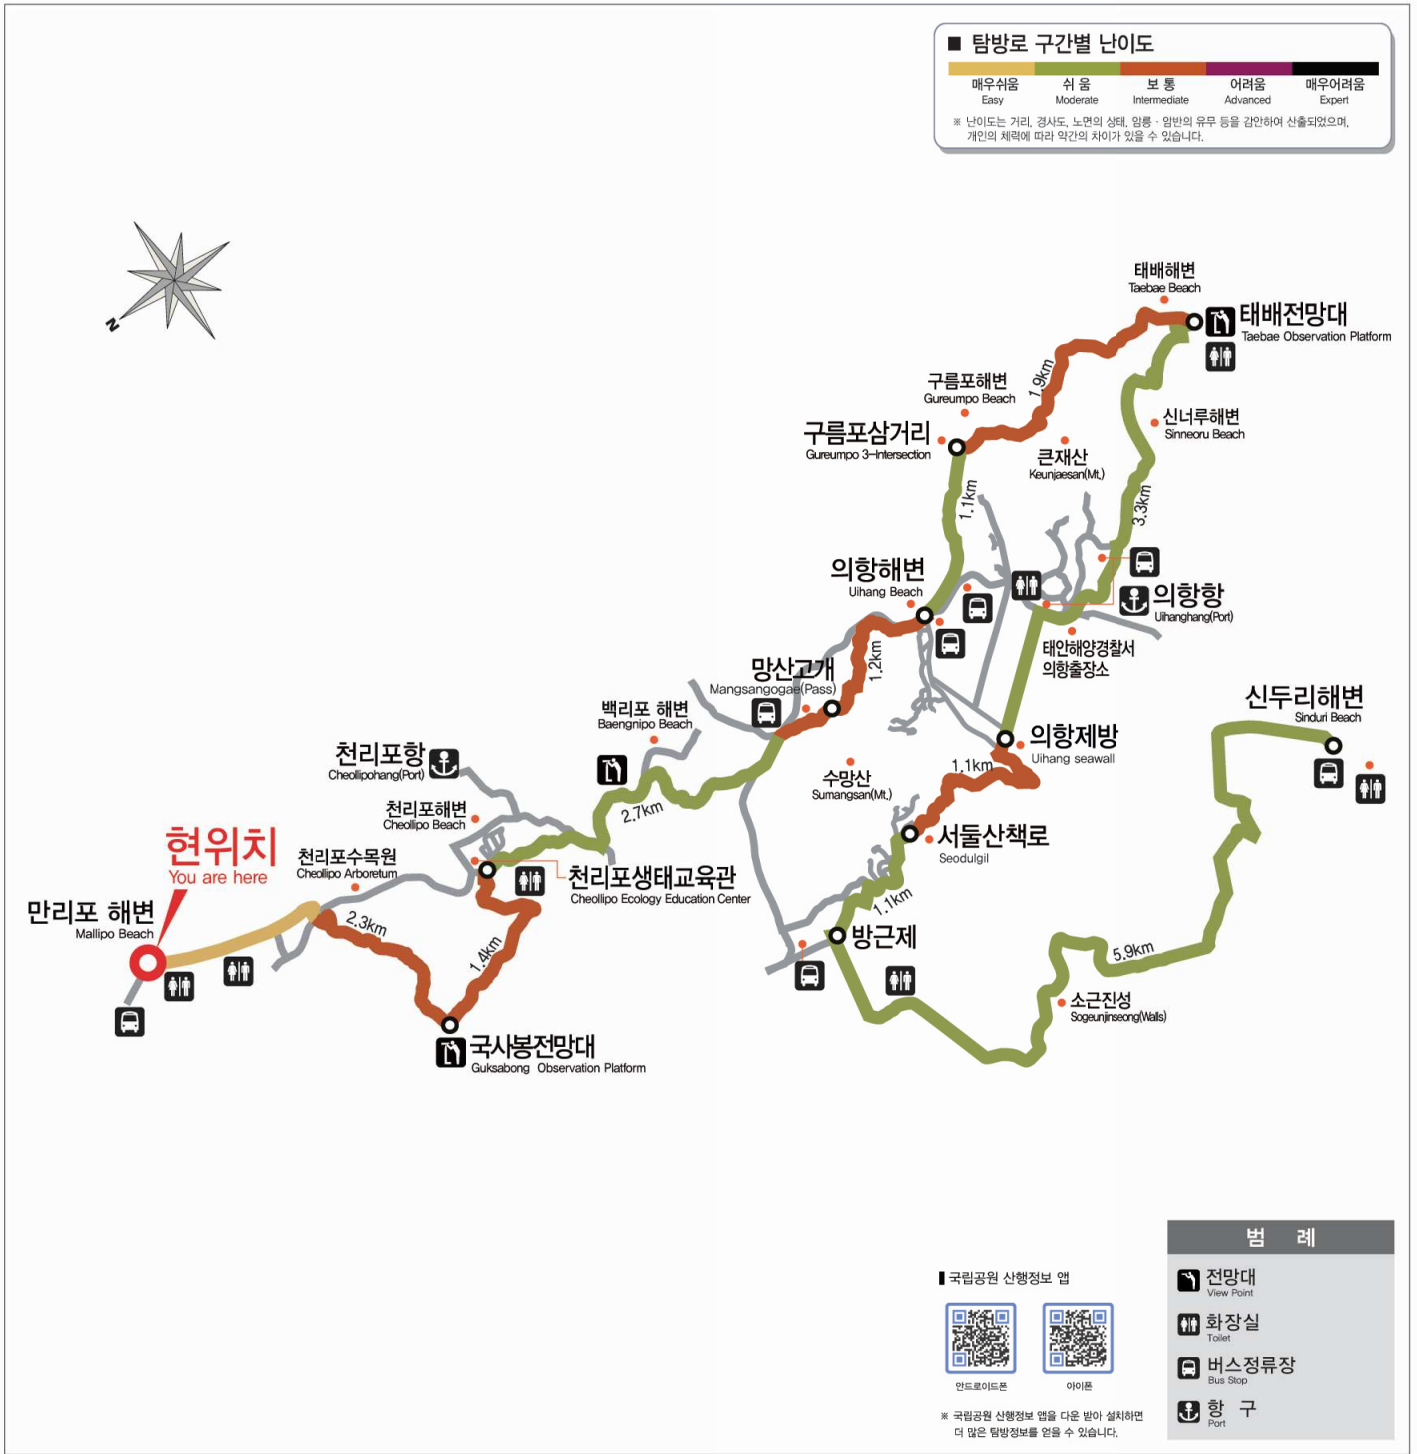 ■ 탐방로 구간별 난이도
매우쉬움 쉬 움 보 통 어려움 매우어려움
Easy Moderate Intermediate Advanced Expert
※ 난이도는 거리, 경사도, 노면의 상태, 암릉 · 암반의 유무 등을 감안하여 산출되었으며,
개인의 체력에 따라 약간의 차이가 있을 수 있습니다.
N
태배해변
Taebae Beach
태배전망대
Taebae Observation Platform
1.9km
구름포해변
Gureumpo Beach
신너루해변
Sinneoru Beach
구름포삼거리
Gureumpo 3-Intersection
큰재산
Keunjaesan(Mt.)
1.1km
3.3km
의항해변
Uihang Beach
의항항
Uihanghang(Port)
태안해양경찰서
의항출장소
1.2km
망산고개
Mangsangogae(Pass)
신두리해변
Sinduri Beach
백리포 해변
Baengnipo Beach
의항제방
Uihang seawall
천리포항
Cheollipohang(Port)
1.1km
수망산
Sumangsan(Mt.)
2.7km
천리포해변
Cheollipo Beach
서둘산책로
Seodulgil
현위치
You are here
천리포수목원
Cheollipo Arboretum
천리포생태교육관
Cheollipo Ecology Education Center
1.1km
만리포 해변
Mallipo Beach
2.3km
1.4km
방근제
5.9km
소근진성
Sogeunjinseong(Walls)
국사봉전망대
Guksabong Observation Platform
범 례
전망대
View Point
화장실
Toilet
버스정류장
Bus Stop
항 구
Port
국립공원 산행정보 앱
안드로이드폰 아이폰
※ 국립공원 산행정보 앱을 다운 받아 설치하면
더 많은 탐방정보를 얻을 수 있습니다.